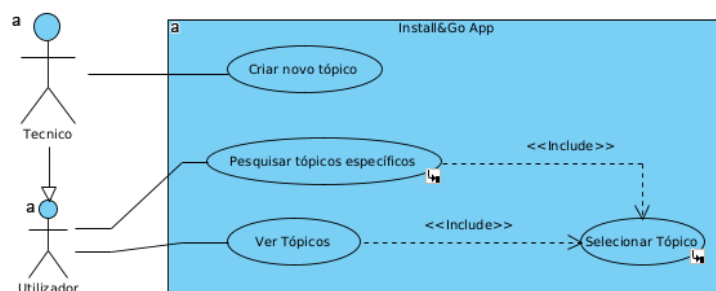 a
a
Install&Go App
Criar novo tópico
Tecnico
<<Include>>
Pesquisar tópicos específicos
a
<<Include>>
Ver Tópicos
Selecionar Tópico
Utilizador